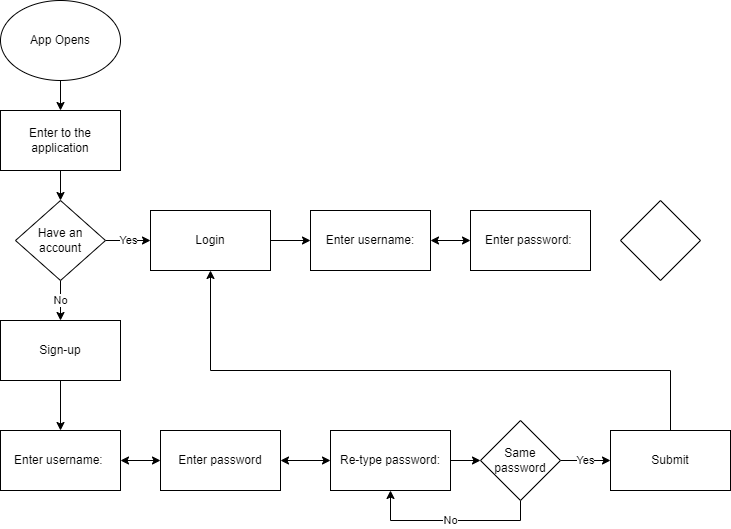 App Opens
Enter to the
application
Have an
account
Yes
Login
Enter username:
Enter password:
No
Sign-up
Enter username:
Enter password
Re-type password:
Same
password
Yes
Submit
No